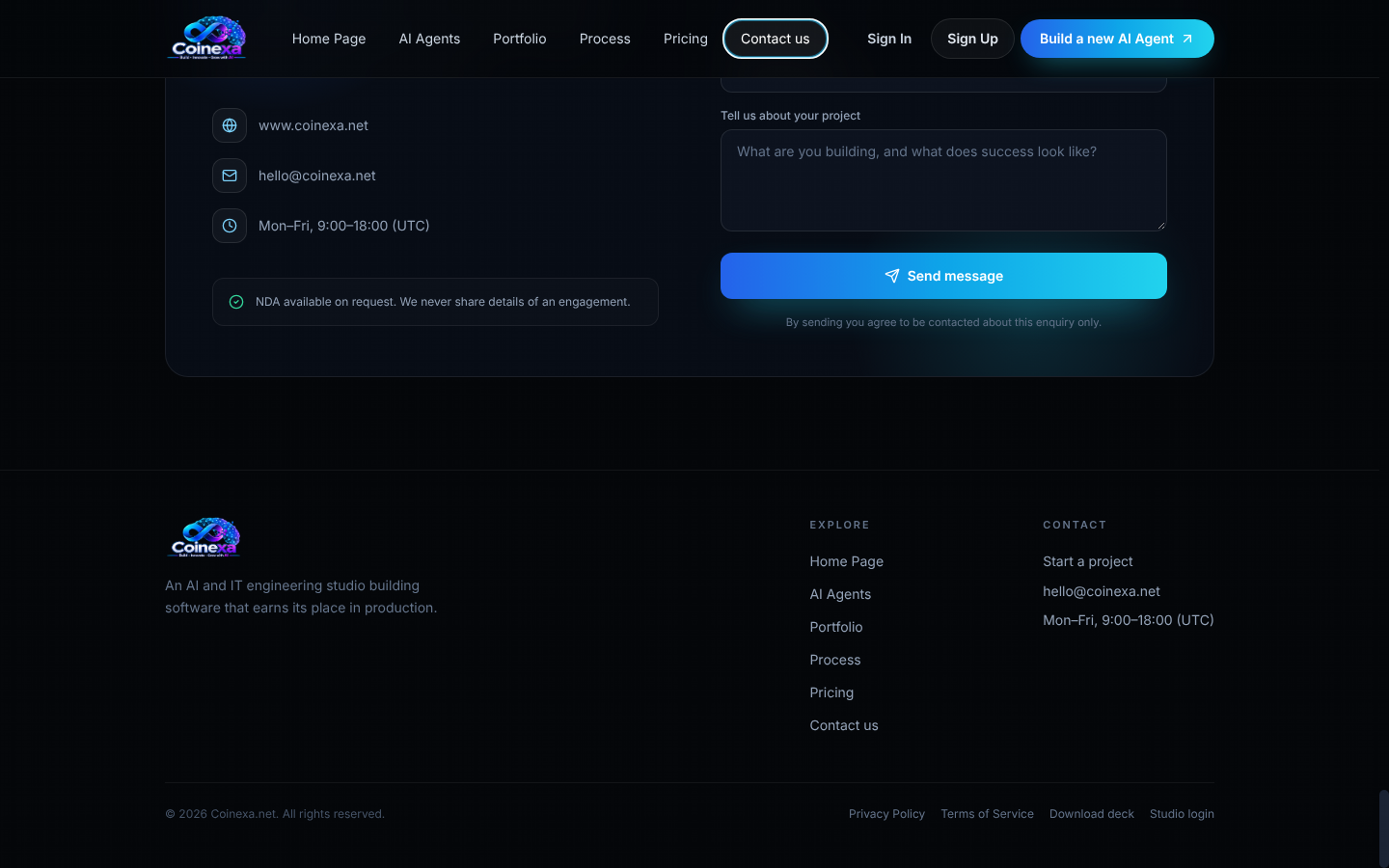 Coinexa
Home Page
AI Agents
Portfolio
Process
Pricing
Contact us
Sign In
Sign Up
Build a new AI Agent
www.coinexa.net
hello@coinexa.net
Mon–Fri, 9:00–18:00 (UTC)
NDA available on request. We never share details of an engagement.
Tell us about your project
What are you building, and what does success look like?
Send message
By sending you agree to be contacted about this enquiry only.
Coinexa
An AI and IT engineering studio building
software that earns its place in production.
EXPLORE
Home Page
AI Agents
Portfolio
Process
Pricing
Contact us
CONTACT
Start a project
hello@coinexa.net
Mon–Fri, 9:00–18:00 (UTC)
© 2026 Coinexa.net. All rights reserved.
Privacy Policy
Terms of Service
Download deck
Studio login